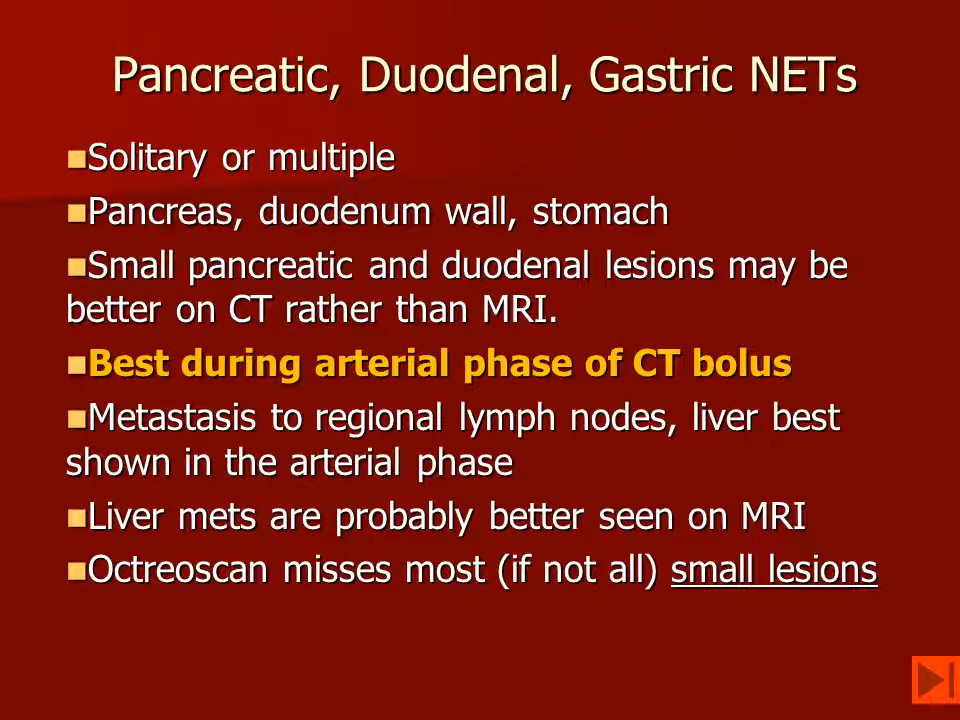 Pancreatic, Duodenal, Gastric NETs
Solitary or multiple
Pancreas, duodenum wall, stomach
Small pancreatic and duodenal lesions may be
better on CT rather than MRI.
Best during arterial phase of CT bolus
Metastasis to regional lymph nodes, liver best
shown in the arterial phase
Liver mets are probably better seen on MRI
Octreoscan misses most (if not all) small lesions